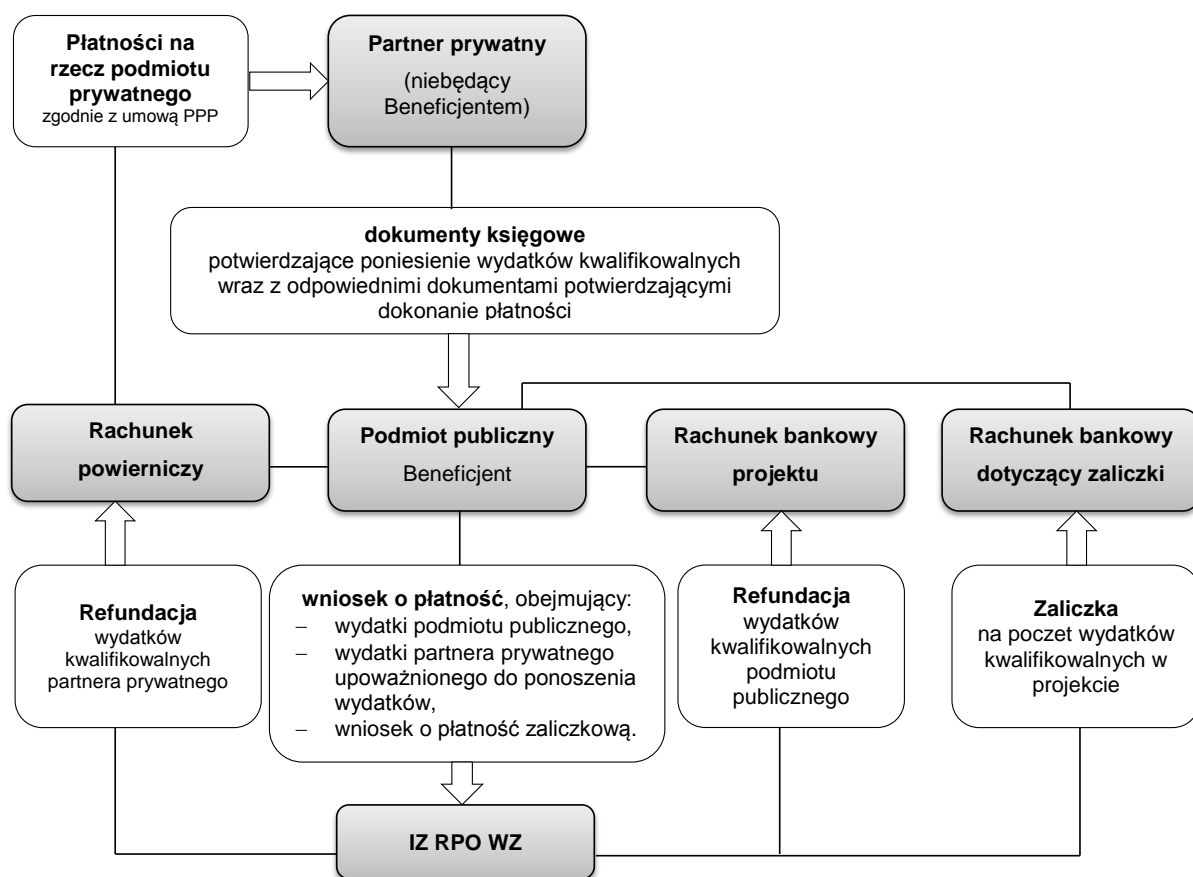 Płatności na
rzecz podmiotu
prywatnego
zgodnie z umową PPP
Partner prywatny
(niebędący
Beneficjentem)
dokumenty księgowe
potwierdzające poniesienie wydatków kwalifikowalnych
wraz z odpowiednimi dokumentami potwierdzającymi
dokonanie płatności
Rachunek
powierniczy
Podmiot publiczny
Beneficjent
Rachunek bankowy
projektu
Rachunek bankowy
dotyczący zaliczki
Refundacja
wydatków
kwalifikowalnych
partnera prywatnego
wniosek o płatność, obejmujący:
– wydatki podmiotu publicznego,
– wydatki partnera prywatnego
upoważnionego do ponoszenia
wydatków,
– wniosek o płatność zaliczkową.
Refundacja
wydatków
kwalifikowalnych
podmiotu
publicznego
Zaliczka
na poczet wydatków
kwalifikowalnych w
projekcie
IZ RPO WZ